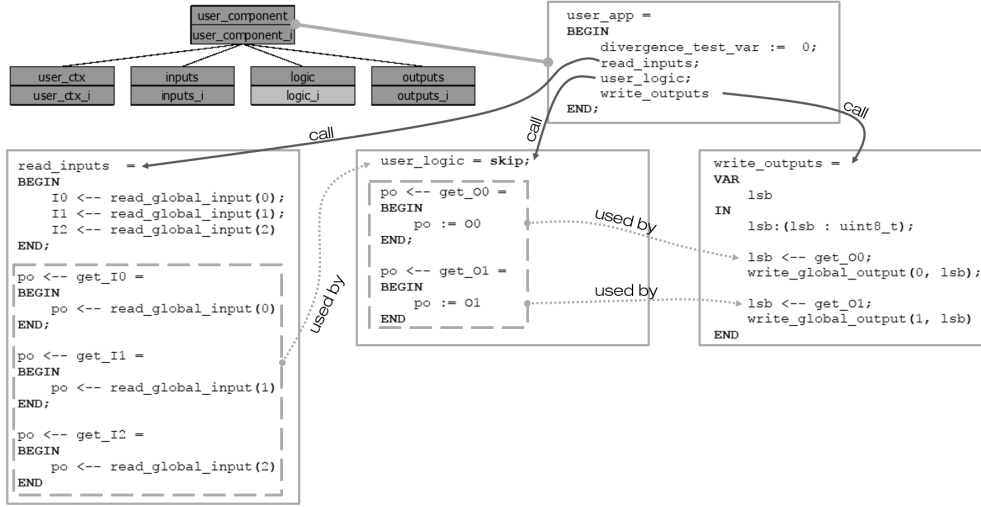 user_component
user_component_i
user_ctx
user_ctx_i
inputs
inputs_i
logic
logic_i
outputs
outputs_i
user_app =
BEGIN
divergence_test_var := 0;
read_inputs;
user_logic;
write_outputs
END;
call
call
call
read_inputs =
BEGIN
I0 <-- read_global_input(0);
I1 <-- read_global_input(1);
I2 <-- read_global_input(2)
END;
po <-- get_I0 =
BEGIN
po <-- read_global_input(0)
END;
po <-- get_I1 =
BEGIN
po <-- read_global_input(1)
END;
po <-- get_I2 =
BEGIN
po <-- read_global_input(2)
END
used by
user_logic = skip;
po <-- get_O0 =
BEGIN
po := O0
END;
po <-- get_O1 =
BEGIN
po := O1
END
used by
used by
write_outputs =
VAR
lsb
IN
lsb:(lsb : uint8_t);
lsb <-- get_O0;
write_global_output(0, lsb);
lsb <-- get_O1;
write_global_output(1, lsb)
END